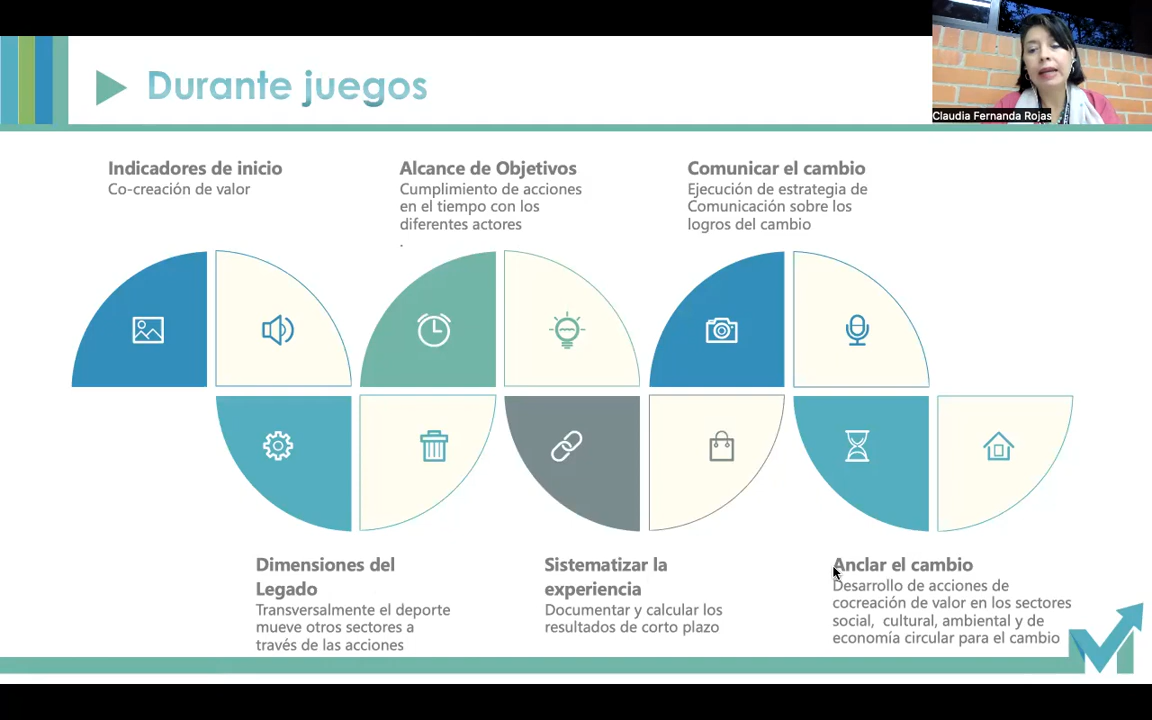 Durante juegos
Claudia Fernanda Rojas
Indicadores de inicio
Co-creación de valor
Alcance de Objetivos
Cumplimiento de acciones
en el tiempo con los
diferentes actores
.
Comunicar el cambio
Ejecución de estrategia de
Comunicación sobre los
logros del cambio
Dimensiones del
Legado
Transversalmente el deporte
mueve otros sectores a
través de las acciones
Sistematizar la
experiencia
Documentar y calcular los
resultados de corto plazo
Anclar el cambio
Desarrollo de acciones de
cocreación de valor en los sectores
social,  cultural, ambiental y de
economía circular para el cambio